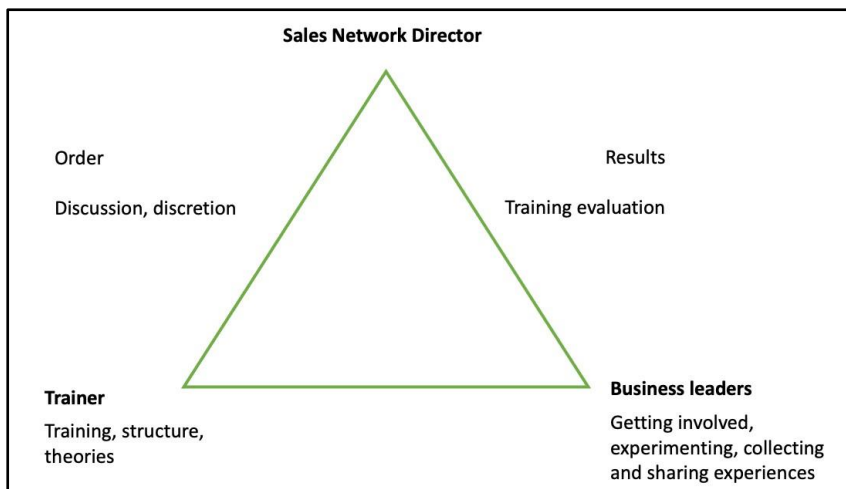 Sales Network Director
Order
Results
Discussion, discretion
Training evaluation
Trainer
Training, structure,
theories
Business leaders
Getting involved,
experimenting, collecting
and sharing experiences